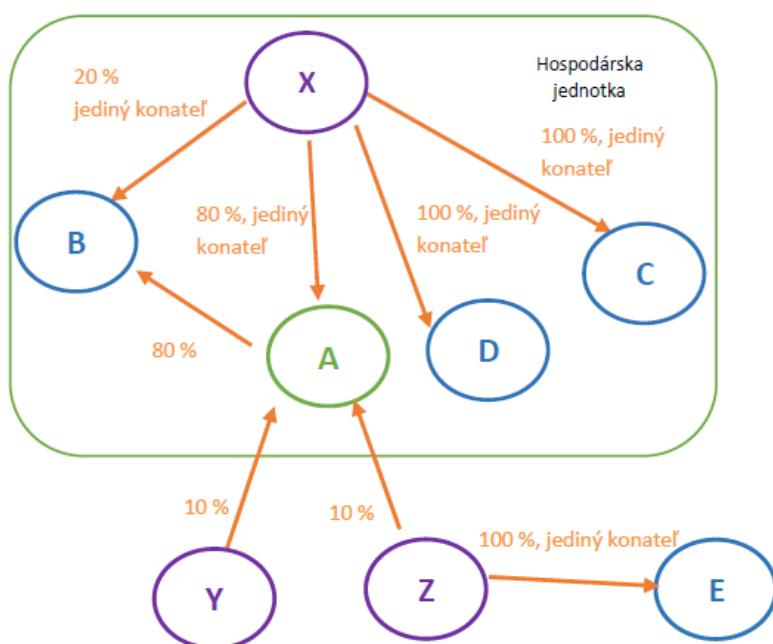 X
Hospodárska
jednotka
20 %
jediný konateľ
100 %, jediný
konateľ
80 %, jediný
konateľ
100 %, jediný
konateľ
B
C
A
D
80 %
10 %
10 %
100 %, jediný konateľ
Y
Z
E